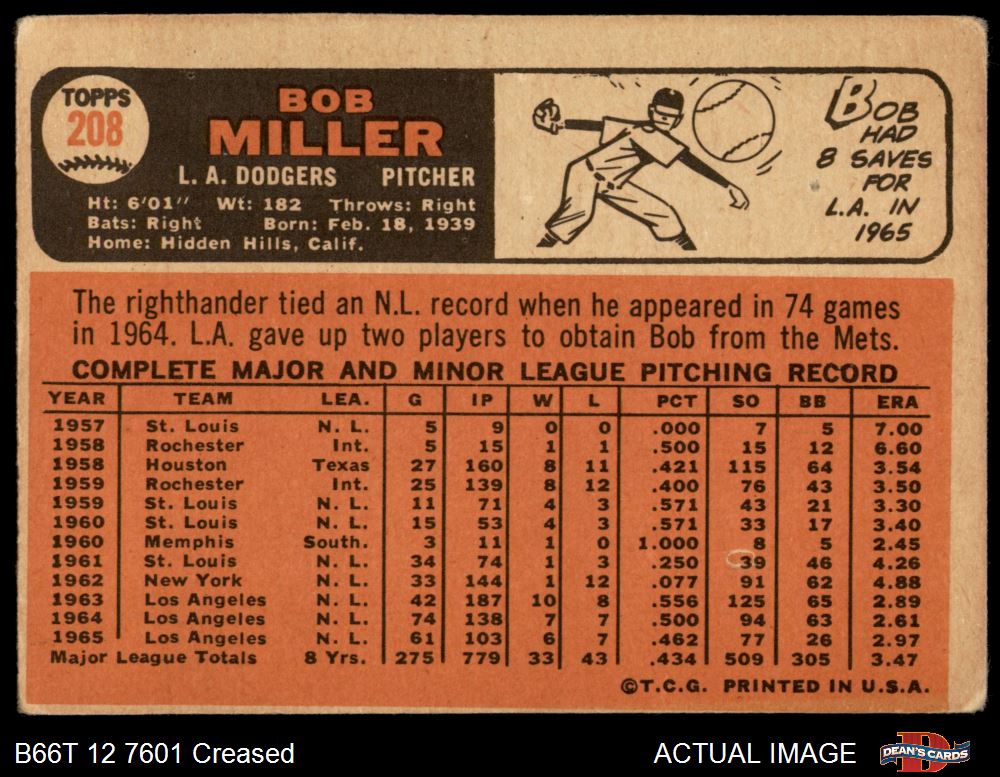 TOPPS
208
BOB
MILLER
L. A. DODGERS PITCHER
Ht: 6'01" Wt: 182 Throws: Right
Bats: Right Born: Feb. 18, 1939
Home: Hidden Hills, Calif.
BOB
HAD
8 SAVES
FOR
L.A. IN
1965
The righthander tied an N.L. record when he appeared in 74 games
in 1964. L.A. gave up two players to obtain Bob from the Mets.
COMPLETE MAJOR AND MINOR LEAGUE PITCHING RECORD
YEAR TEAM LEA. G IP W L PCT SO BB ERA
1957 St. Louis N. L. 5 9 0 0 .000 7 5 7.00
1958 Rochester Int. 5 15 1 1 .500 15 12 6.60
1958 Houston Texas 27 160 8 11 .421 115 64 3.54
1959 Rochester Int. 25 139 8 12 .400 76 43 3.50
1959 St. Louis N. L. 11 71 4 3 .571 43 21 3.30
1960 St. Louis N. L. 15 53 4 3 .571 33 17 3.40
1960 Memphis South. 3 11 1 0 1.000 8 5 2.45
1961 St. Louis N. L. 34 74 1 3 .250 39 46 4.26
1962 New York N. L. 33 144 1 12 .077 91 62 4.88
1963 Los Angeles N. L. 42 187 10 8 .556 125 65 2.89
1964 Los Angeles N. L. 74 138 7 7 .500 94 63 2.61
1965 Los Angeles N. L. 61 103 6 7 .462 77 26 2.97
Major League Totals 8 Yrs. 275 779 33 43 .434 509 305 3.47
©T.C.G. PRINTED IN U.S.A.
B66T 12 7601 Creased ACTUAL IMAGE DEAN'S CARDS